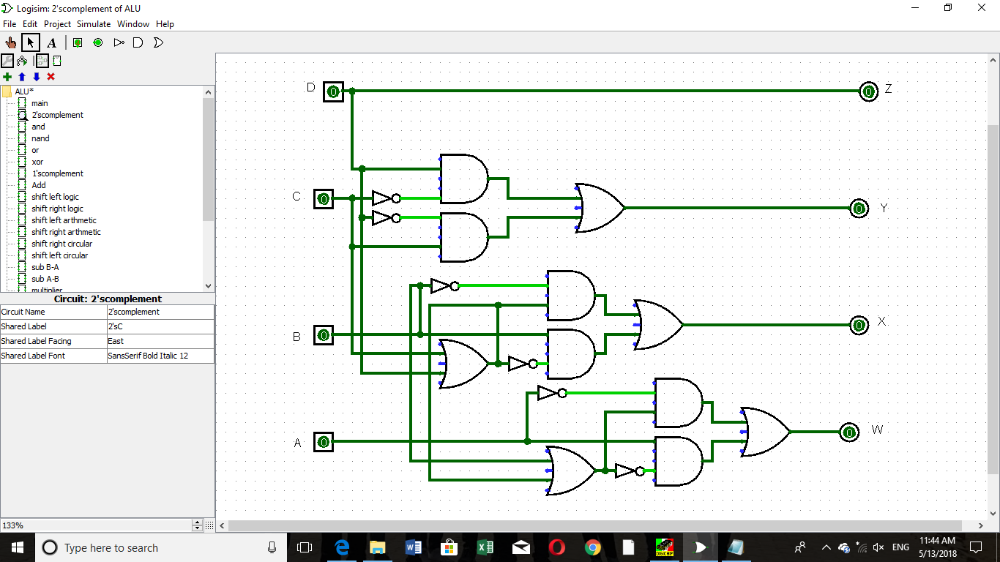 Logisim: 2'scomplement of ALU
File Edit Project Simulate Window Help
A
ALU*
main
2'scomplement
and
nand
or
xor
1'scomplement
Add
shift left logic
shift right logic
shift left arthmetic
shift right arthmetic
shift right circular
shift left circular
sub B-A
sub A-B
multiplier
Circuit: 2'scomplement
Circuit Name 2'scomplement
Shared Label 2'sC
Shared Label Facing East
Shared Label Font SansSerif Bold Italic 12
133%
D 0 0 Z
C 0 0 Y
B 0 0 X
A 0 0 W
Type here to search
DIGICHIP
ENG
11:44 AM
5/13/2018